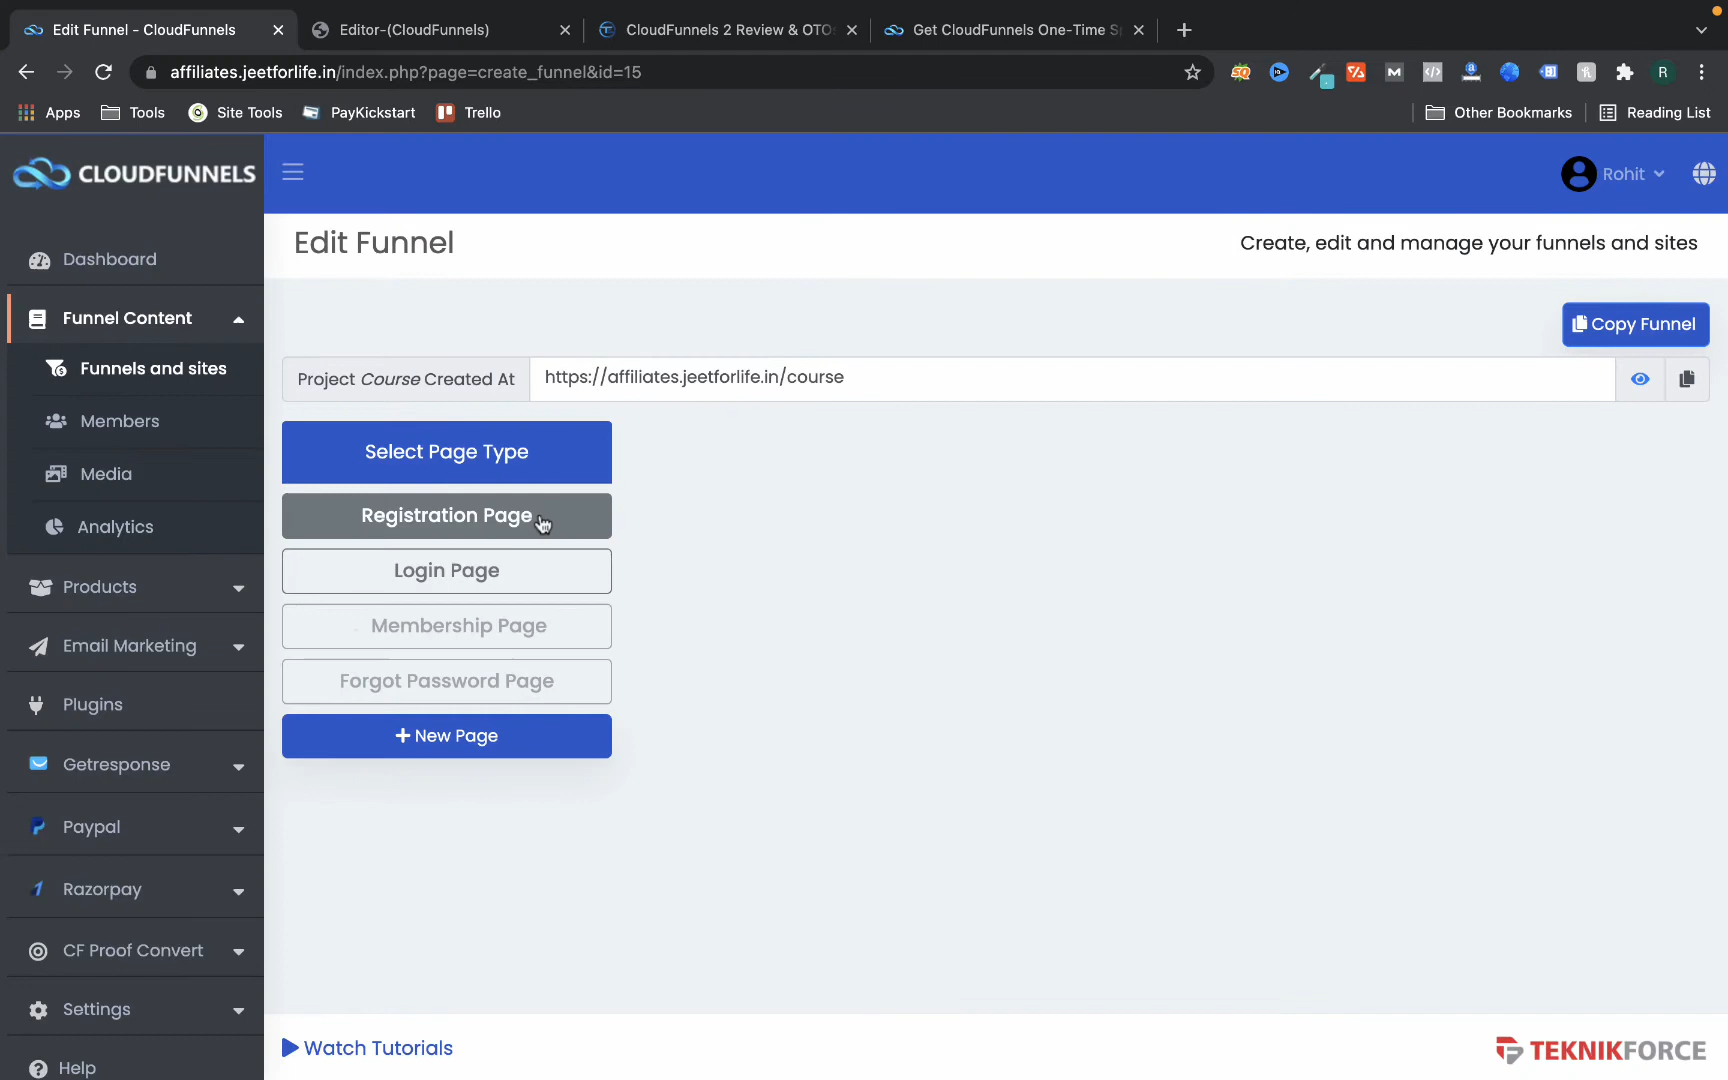 Edit Funnel - CloudFunnels
Editor-(CloudFunnels)
CloudFunnels 2 Review & OTO
Get CloudFunnels One-Time S
affiliates.jeetforlife.in/index.php?page=create_funnel&id=15
R
Apps
Tools
Site Tools
PayKickstart
Trello
Other Bookmarks
Reading List
CLOUDFUNNELS
Rohit
Edit Funnel
Create, edit and manage your funnels and sites
Dashboard
Funnel Content
Funnels and sites
Members
Media
Analytics
Products
Email Marketing
Plugins
Getresponse
Paypal
Razorpay
CF Proof Convert
Settings
Help
Copy Funnel
Project Course Created At
https://affiliates.jeetforlife.in/course
Select Page Type
Registration Page
Login Page
Membership Page
Forgot Password Page
+ New Page
Watch Tutorials
TEKNIKFORCE